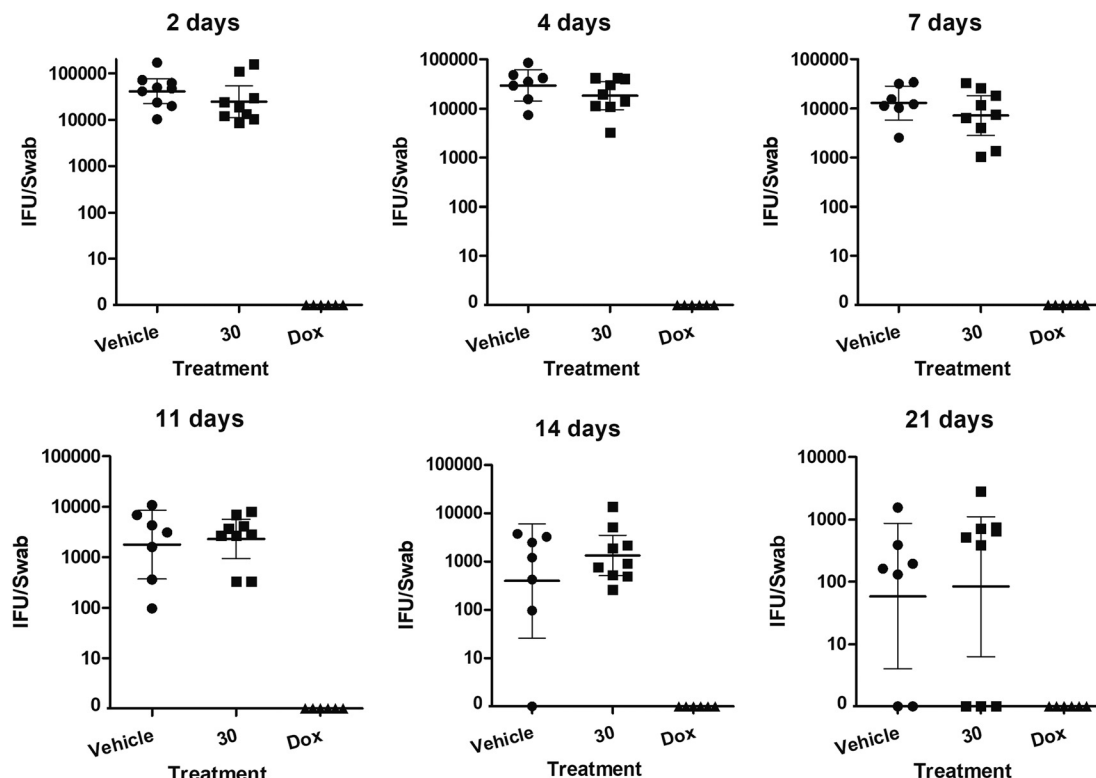 2 days
IFU/Swab
100000
10000
1000
100
10
0
Vehicle
30
Dox
Treatment
4 days
IFU/Swab
100000
10000
1000
100
10
0
Vehicle
30
Dox
Treatment
7 days
IFU/Swab
100000
10000
1000
100
10
0
Vehicle
30
Dox
Treatment
11 days
IFU/Swab
100000
10000
1000
100
10
0
Vehicle
30
Dox
Treatment
14 days
IFU/Swab
100000
10000
1000
100
10
0
Vehicle
30
Dox
Treatment
21 days
IFU/Swab
10000
1000
100
10
0
Vehicle
30
Dox
Treatment